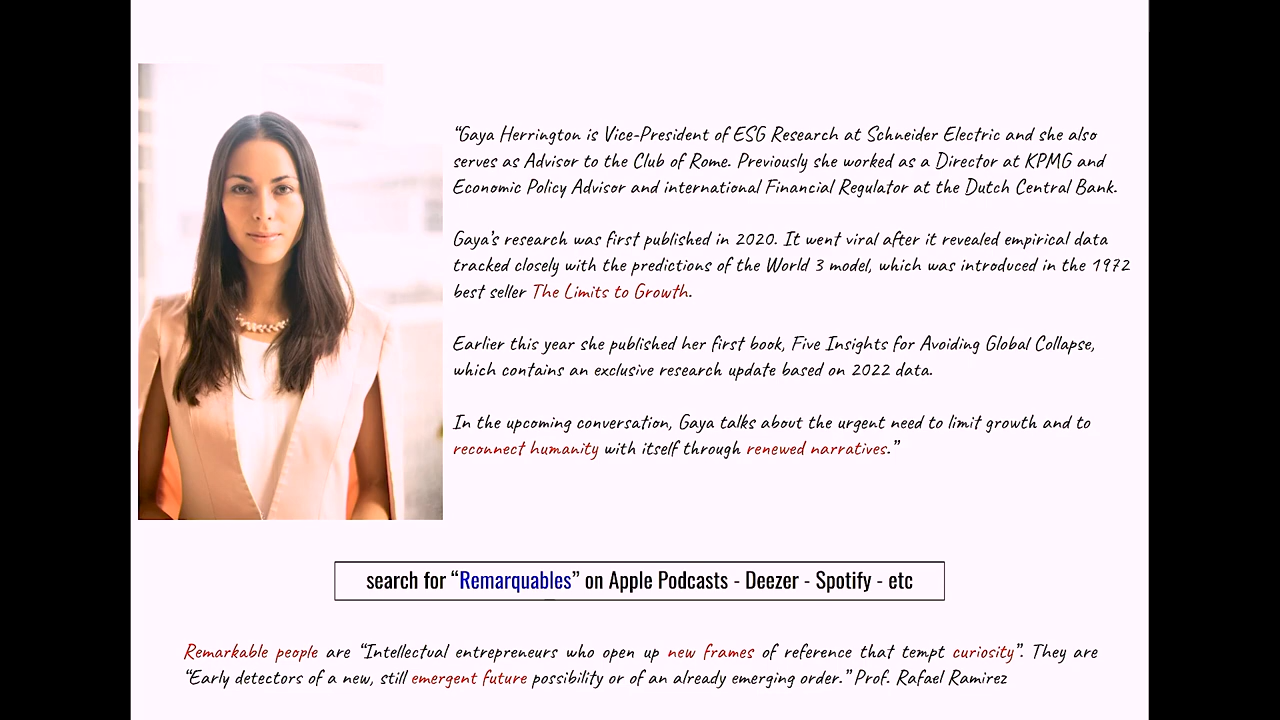 “Gaya Herrington is Vice-President of ESG Research at Schneider Electric and she also
serves as Advisor to the Club of Rome. Previously she worked as a Director at KPMG and
Economic Policy Advisor and international Financial Regulator at the Dutch Central Bank.
Gaya’s research was first published in 2020. It went viral after it revealed empirical data
tracked closely with the predictions of the World 3 model, which was introduced in the 1972
best seller The Limits to Growth.
Earlier this year she published her first book, Five Insights for Avoiding Global Collapse,
which contains an exclusive research update based on 2022 data.
In the upcoming conversation, Gaya talks about the urgent need to limit growth and to
reconnect humanity with itself through renewed narratives.”
search for “Remarquables” on Apple Podcasts - Deezer - Spotify - etc
Remarkable people are “Intellectual entrepreneurs who open up new frames of reference that tempt curiosity”. They are
“Early detectors of a new, still emergent future possibility or of an already emerging order.” Prof. Rafael Ramirez